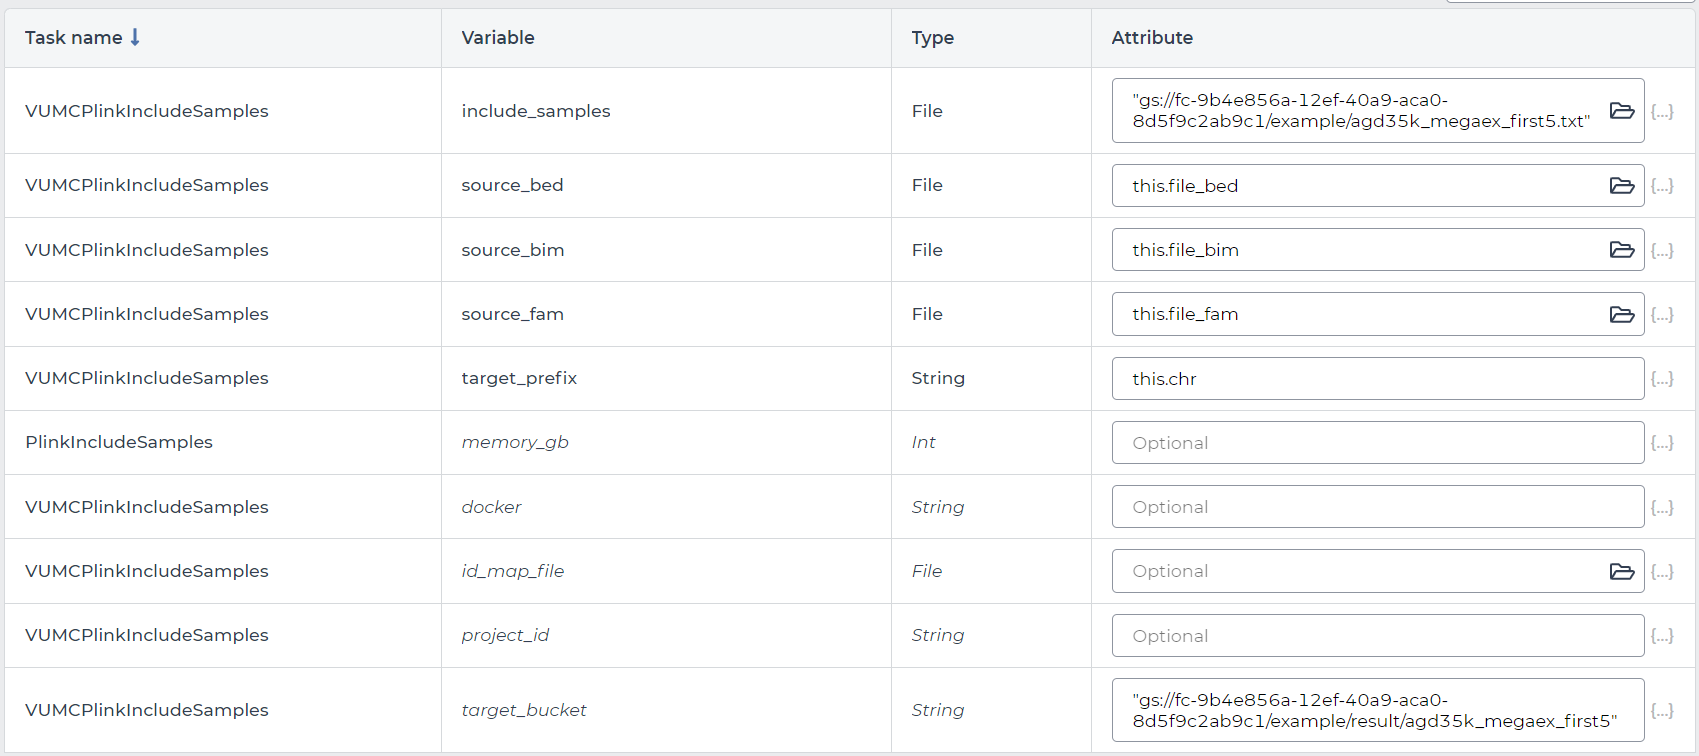 Task name ↓ Variable Type Attribute
VUMCPlinkIncludeSamples include_samples File "gs://fc-9b4e856a-12ef-40a9-aca0-
8d5f9c2ab9c1/example/agd35k_megaex_first5.txt" {...}
VUMCPlinkIncludeSamples source_bed File this.file_bed {...}
VUMCPlinkIncludeSamples source_bim File this.file_bim {...}
VUMCPlinkIncludeSamples source_fam File this.file_fam {...}
VUMCPlinkIncludeSamples target_prefix String this.chr {...}
PlinkIncludeSamples memory_gb Int Optional {...}
VUMCPlinkIncludeSamples docker String Optional {...}
VUMCPlinkIncludeSamples id_map_file File Optional {...}
VUMCPlinkIncludeSamples project_id String Optional {...}
VUMCPlinkIncludeSamples target_bucket String "gs://fc-9b4e856a-12ef-40a9-aca0-
8d5f9c2ab9c1/example/result/agd35k_megaex_first5" {...}